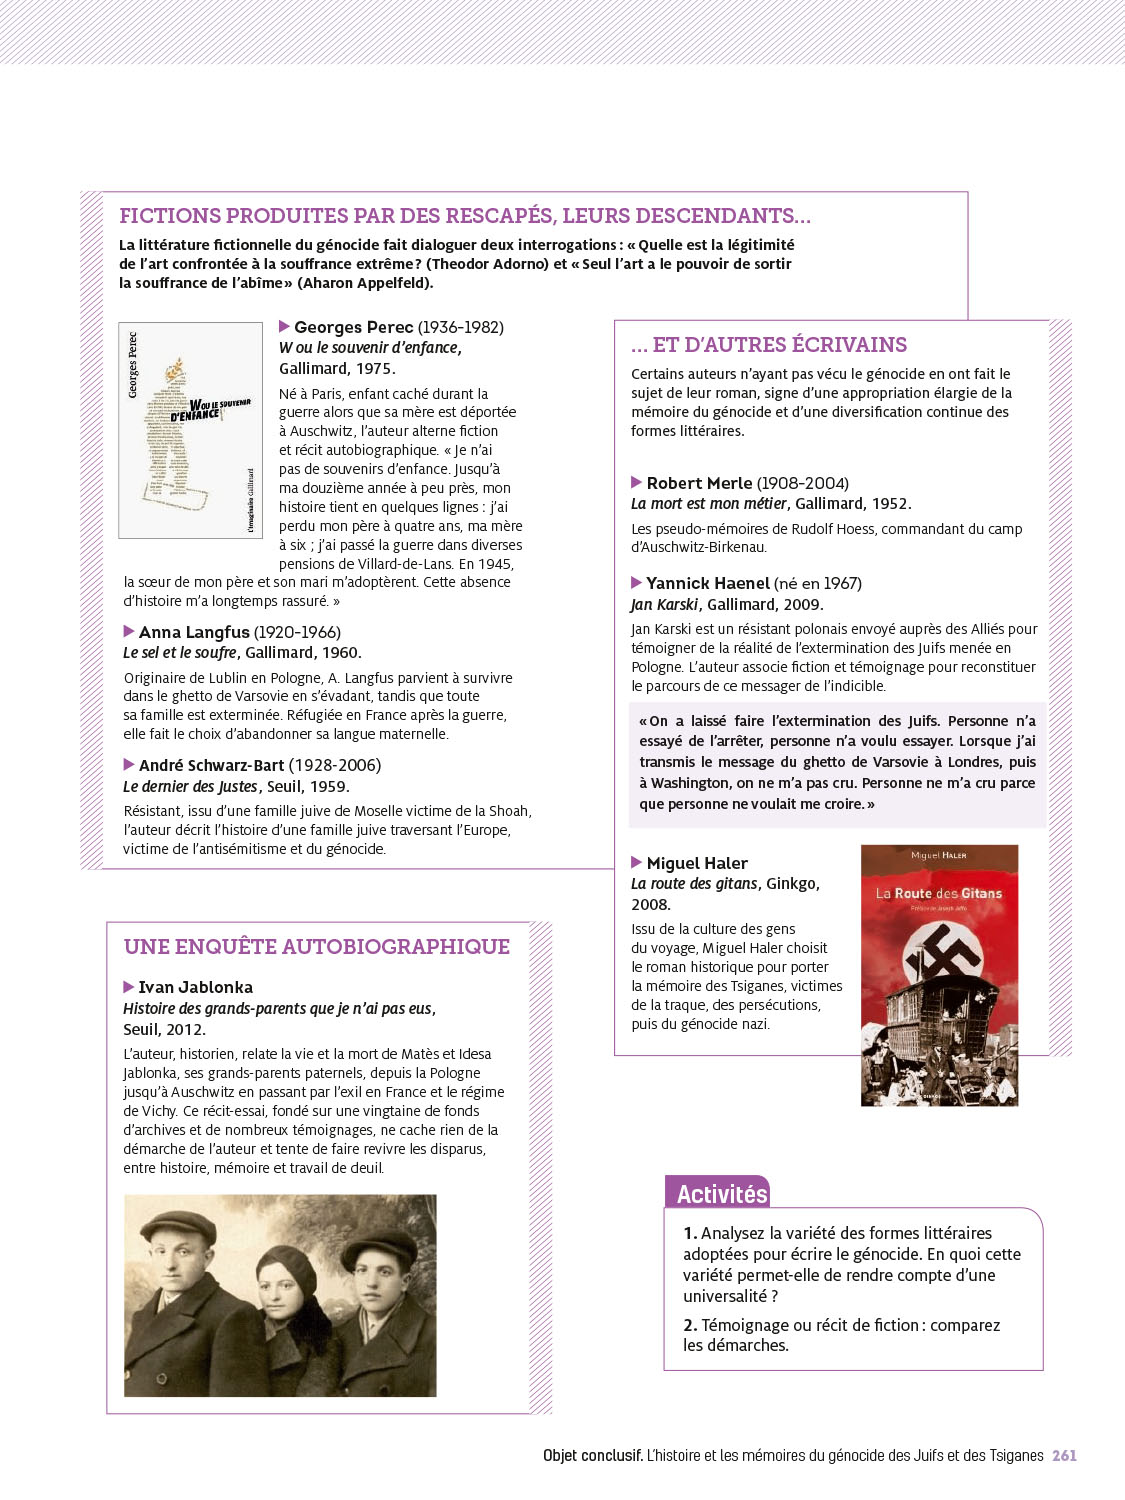 FICTIONS PRODUITES PAR DES RESCAPÉS, LEURS DESCENDANTS…
La littérature fictionnelle du génocide fait dialoguer deux interrogations : « Quelle est la légitimité
de l’art confrontée à la souffrance extrême ? (Theodor Adorno) et « Seul l’art a le pouvoir de sortir
la souffrance de l’abîme » (Aharon Appelfeld).
Georges Perec
W OU LE SOUVENIR
D’ENFANCE
L’imaginaire Gallimard
Georges Perec (1936-1982)
W ou le souvenir d’enfance,
Gallimard, 1975.
Né à Paris, enfant caché durant la
guerre alors que sa mère est déportée
à Auschwitz, l’auteur alterne fiction
et récit autobiographique. « Je n’ai
pas de souvenirs d’enfance. Jusqu’à
ma douzième année à peu près, mon
histoire tient en quelques lignes : j’ai
perdu mon père à quatre ans, ma mère
à six ; j’ai passé la guerre dans diverses
pensions de Villard-de-Lans. En 1945,
la sœur de mon père et son mari m’adoptèrent. Cette absence
d’histoire m’a longtemps rassuré. »
Anna Langfus (1920-1966)
Le sel et le soufre, Gallimard, 1960.
Originaire de Lublin en Pologne, A. Langfus parvient à survivre
dans le ghetto de Varsovie en s’évadant, tandis que toute
sa famille est exterminée. Réfugiée en France après la guerre,
elle fait le choix d’abandonner sa langue maternelle.
André Schwarz-Bart (1928-2006)
Le dernier des Justes, Seuil, 1959.
Résistant, issu d’une famille juive de Moselle victime de la Shoah,
l’auteur décrit l’histoire d’une famille juive traversant l’Europe,
victime de l’antisémitisme et du génocide.
… ET D’AUTRES ÉCRIVAINS
Certains auteurs n’ayant pas vécu le génocide en ont fait le
sujet de leur roman, signe d’une appropriation élargie de la
mémoire du génocide et d’une diversification continue des
formes littéraires.
Robert Merle (1908-2004)
La mort est mon métier, Gallimard, 1952.
Les pseudo-mémoires de Rudolf Hoess, commandant du camp
d’Auschwitz-Birkenau.
Yannick Haenel (né en 1967)
Jan Karski, Gallimard, 2009.
Jan Karski est un résistant polonais envoyé auprès des Alliés pour
témoigner de la réalité de l’extermination des Juifs menée en
Pologne. L’auteur associe fiction et témoignage pour reconstituer
le parcours de ce messager de l’indicible.
« On a laissé faire l’extermination des Juifs. Personne n’a
essayé de l’arrêter, personne n’a voulu essayer. Lorsque j’ai
transmis le message du ghetto de Varsovie à Londres, puis
à Washington, on ne m’a pas cru. Personne ne m’a cru parce
que personne ne voulait me croire. »
Miguel Haler
La route des gitans, Ginkgo,
2008.
Issu de la culture des gens
du voyage, Miguel Haler choisit
le roman historique pour porter
la mémoire des Tsiganes, victimes
de la traque, des persécutions,
puis du génocide nazi.
Miguel HALER
La Route des Gitans
Préface de Joseph Joffo
UNE ENQUÊTE AUTOBIOGRAPHIQUE
Ivan Jablonka
Histoire des grands-parents que je n’ai pas eus,
Seuil, 2012.
L’auteur, historien, relate la vie et la mort de Matès et Idesa
Jablonka, ses grands-parents paternels, depuis la Pologne
jusqu’à Auschwitz en passant par l’exil en France et le régime
de Vichy. Ce récit-essai, fondé sur une vingtaine de fonds
d’archives et de nombreux témoignages, ne cache rien de la
démarche de l’auteur et tente de faire revivre les disparus,
entre histoire, mémoire et travail de deuil.
Activités
1. Analysez la variété des formes littéraires
adoptées pour écrire le génocide. En quoi cette
variété permet-elle de rendre compte d’une
universalité ?
2. Témoignage ou récit de fiction : comparez
les démarches.
Objet conclusif. L’histoire et les mémoires du génocide des Juifs et des Tsiganes 261